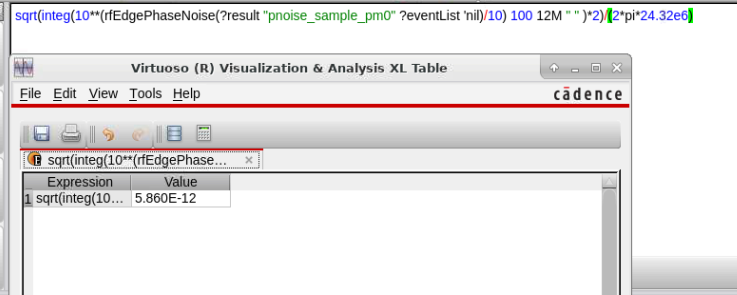 sqrt(integ(10**(rfEdgePhaseNoise(?result "pnoise_sample_pm0" ?eventList 'nil)/10) 100 12M " " )*2)/(2*pi*24.32e6)
Virtuoso (R) Visualization & Analysis XL Table
File Edit View Tools Help
cādence
sqrt(integ(10**(rfEdgePhase...
Expression Value
1 sqrt(integ(10... 5.860E-12